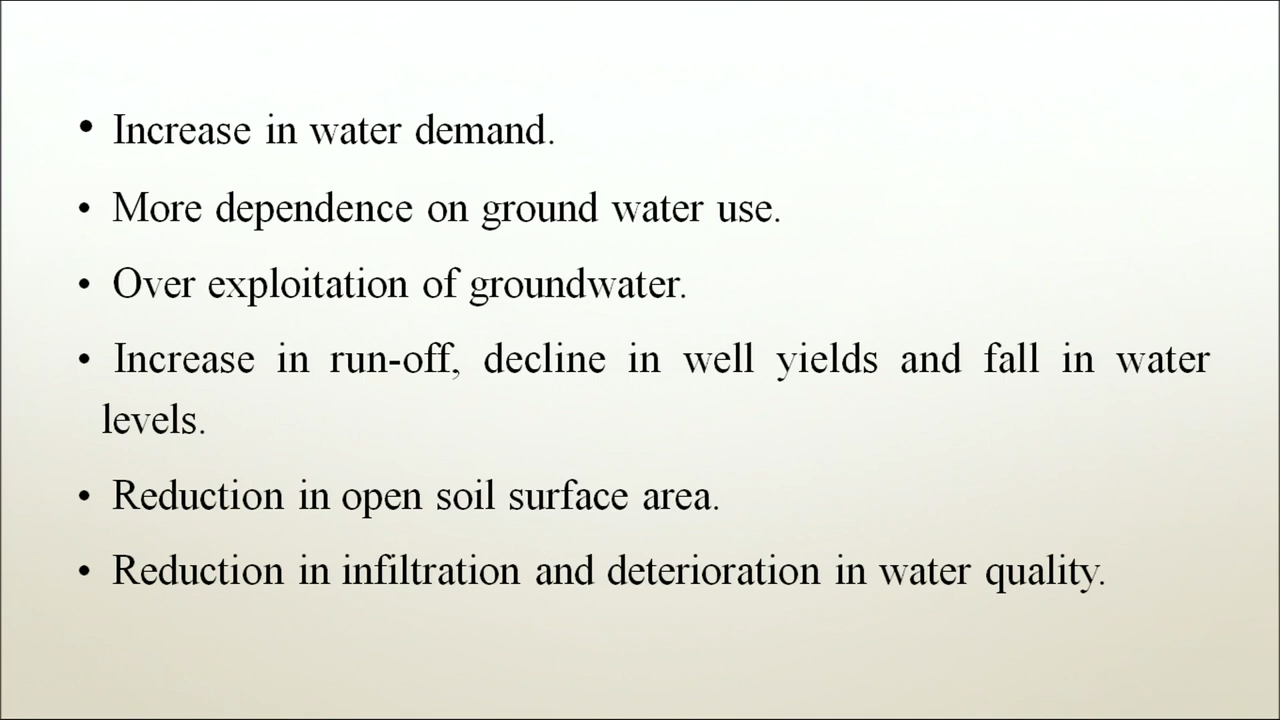 • Increase in water demand.
• More dependence on ground water use.
• Over exploitation of groundwater.
• Increase in run-off, decline in well yields and fall in water
levels.
• Reduction in open soil surface area.
• Reduction in infiltration and deterioration in water quality.